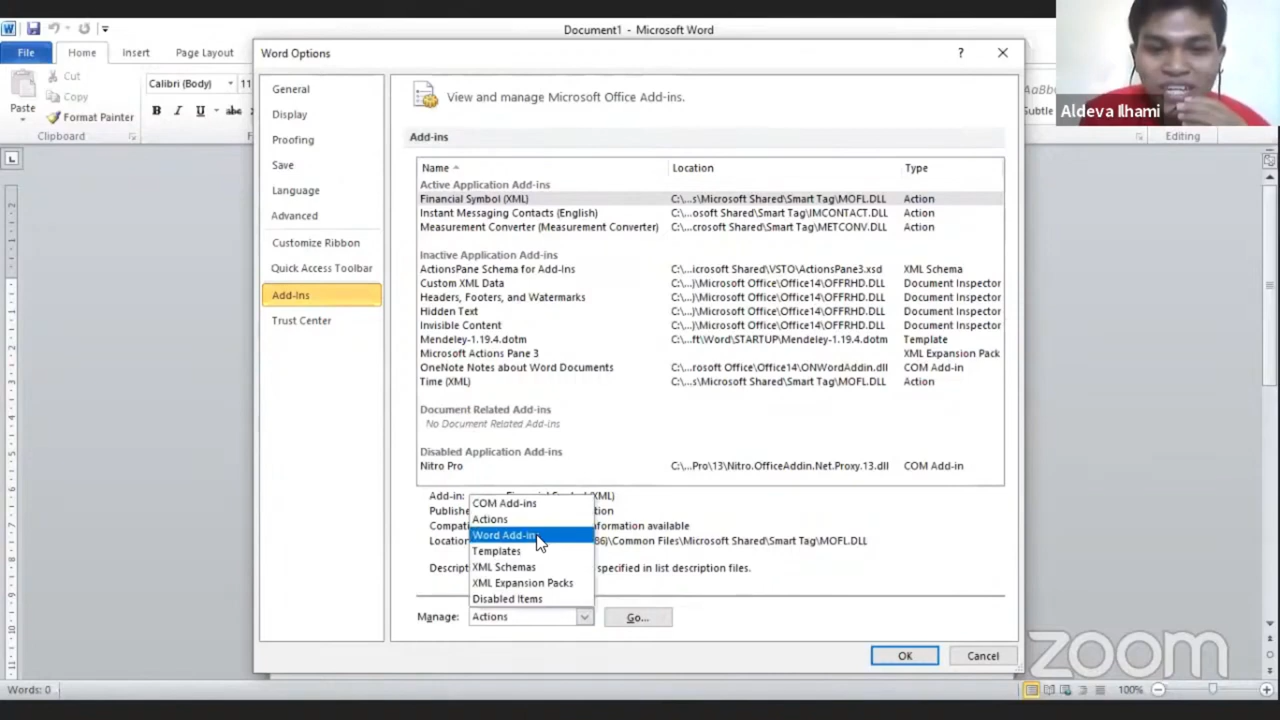 Document1 - Microsoft Word
File Home Insert Page Layout
Cut
Copy
Paste
Format Painter
Clipboard
Calibri (Body) 11
B I U abc
Word Options
?
General
Display
Proofing
Save
Language
Advanced
Customize Ribbon
Quick Access Toolbar
Add-Ins
Trust Center
View and manage Microsoft Office Add-ins.
Add-ins
Name Location Type
Active Application Add-ins
Financial Symbol (XML) C:\...s\Microsoft Shared\Smart Tag\MOFL.DLL Action
Instant Messaging Contacts (English) C:\...osoft Shared\Smart Tag\IMCONTACT.DLL Action
Measurement Converter (Measurement Converter) C:\...crosoft Shared\Smart Tag\METCONV.DLL Action
Inactive Application Add-ins
ActionsPane Schema for Add-Ins C:\...icrosoft Shared\VSTO\ActionsPane3.xsd XML Schema
Custom XML Data C:\...)\Microsoft Office\Office14\OFFRHD.DLL Document Inspector
Headers, Footers, and Watermarks C:\...)\Microsoft Office\Office14\OFFRHD.DLL Document Inspector
Hidden Text C:\...)\Microsoft Office\Office14\OFFRHD.DLL Document Inspector
Invisible Content C:\...)\Microsoft Office\Office14\OFFRHD.DLL Document Inspector
Mendeley-1.19.4.dotm C:\...ft\Word\STARTUP\Mendeley-1.19.4.dotm Template
Microsoft Actions Pane 3 XML Expansion Pack
OneNote Notes about Word Documents C:\...rosoft Office\Office14\ONWordAddin.dll COM Add-in
Time (XML) C:\...s\Microsoft Shared\Smart Tag\MOFL.DLL Action
Document Related Add-ins
No Document Related Add-ins
Disabled Application Add-ins
Nitro Pro C:\...Pro\13\Nitro.OfficeAddin.Net.Proxy.13.dll COM Add-in
Add-in: Financial Symbol (XML)
Publishe
Compat nformation available
Location 86)\Common Files\Microsoft Shared\Smart Tag\MOFL.DLL
Descript specified in list description files.
COM Add-ins
Actions
Word Add-in
Templates
XML Schemas
XML Expansion Packs
Disabled Items
Manage: Actions Go...
OK Cancel
Aldeva Ilhami
Subtle
Editing
zoom
Words: 0
100%